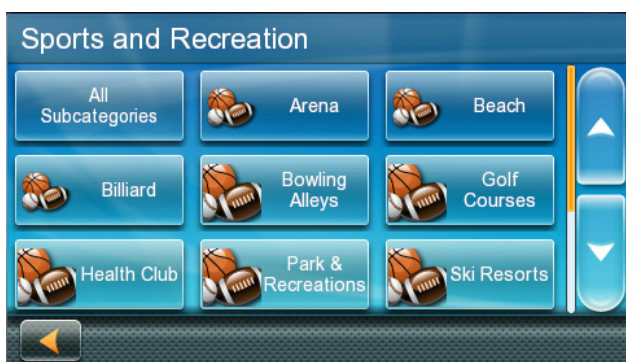 Sports and Recreation
All
Subcategories
Arena
Beach
Billiard
Bowling
Alleys
Golf
Courses
Health Club
Park &
Recreations
Ski Resorts